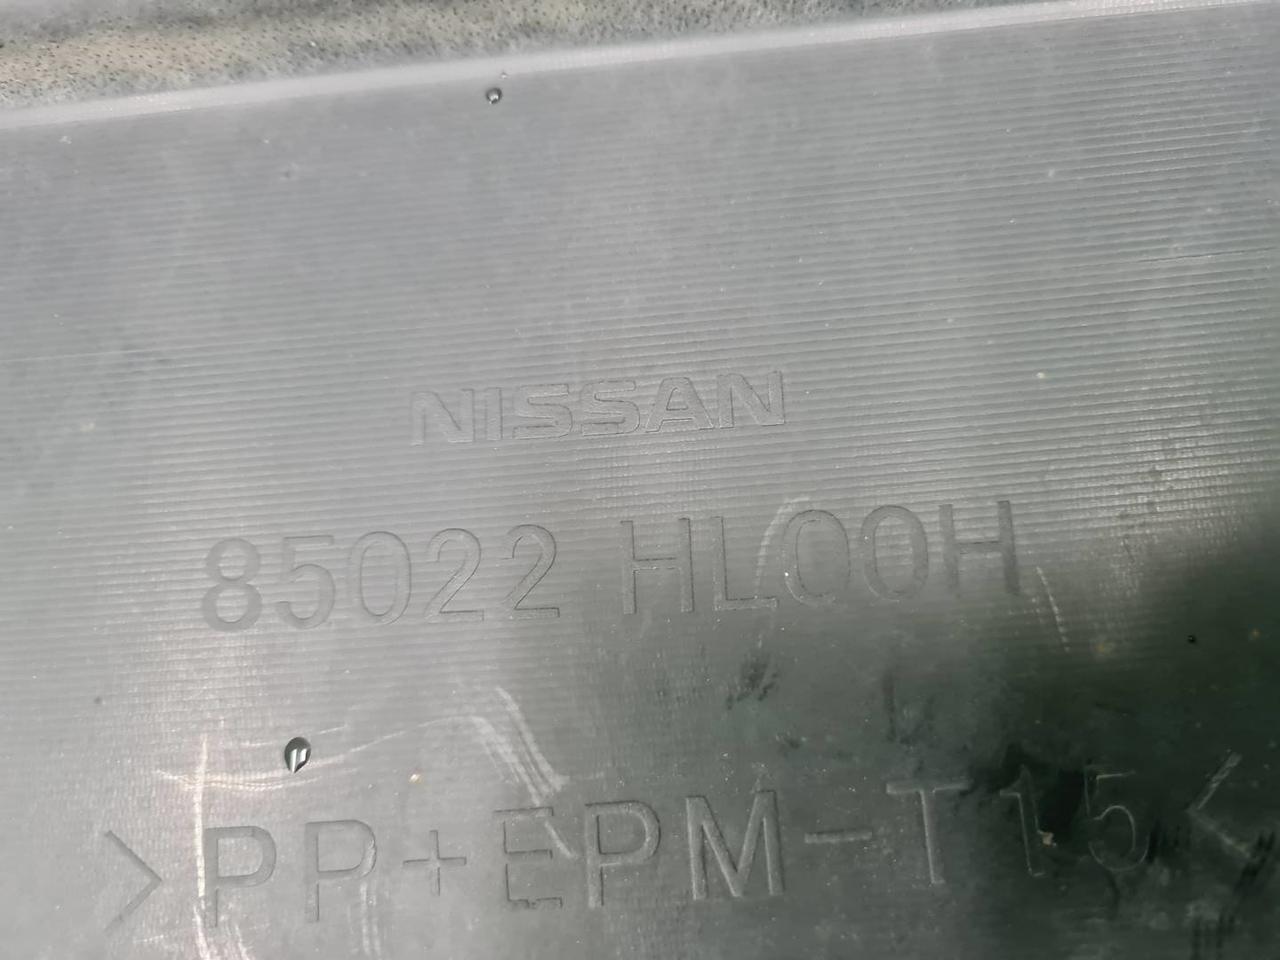 NISSAN
85022 HL00H
>PP+EPM-T15<